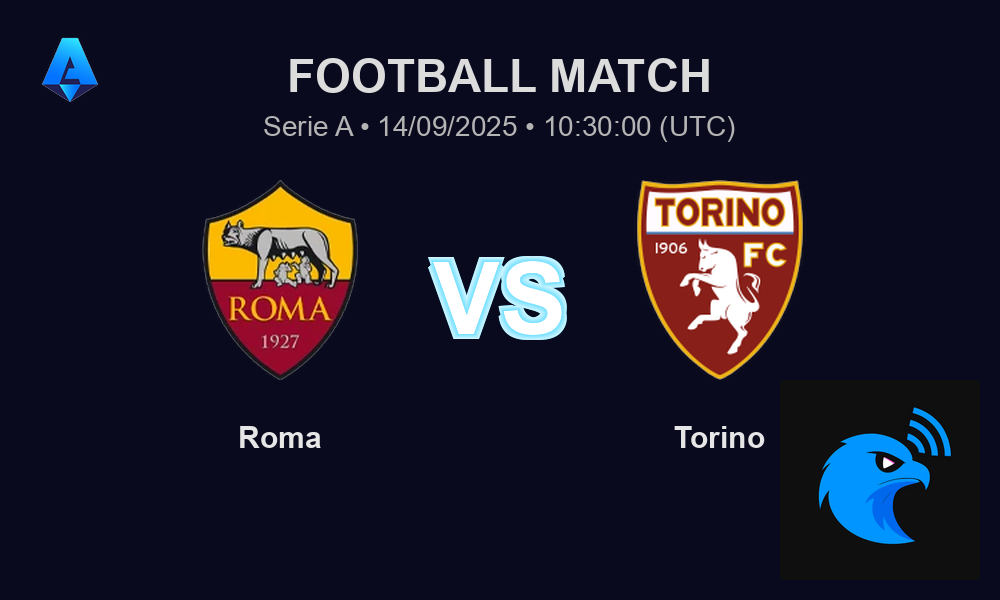 FOOTBALL MATCH
Serie A • 14/09/2025 • 10:30:00 (UTC)
ROMA
1927
VS
TORINO
1906
FC
Roma
Torino